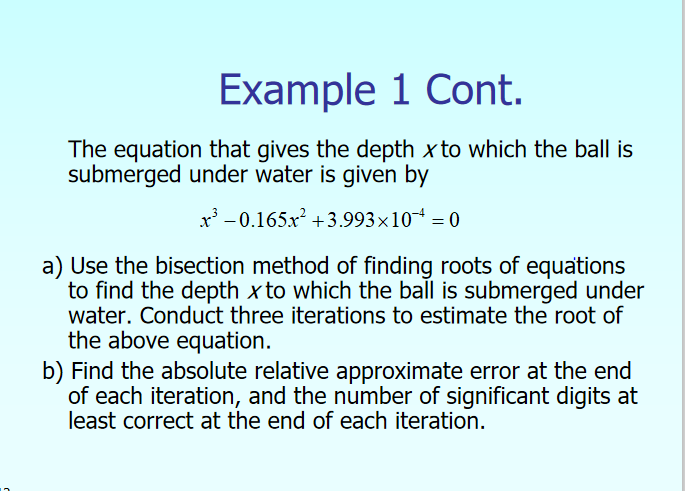 Example 1 Cont.
The equation that gives the depth x to which the ball is
submerged under water is given by
x³ − 0.165x² + 3.993×10⁻⁴ = 0
a) Use the bisection method of finding roots of equations
to find the depth x to which the ball is submerged under
water. Conduct three iterations to estimate the root of
the above equation.
b) Find the absolute relative approximate error at the end
of each iteration, and the number of significant digits at
least correct at the end of each iteration.